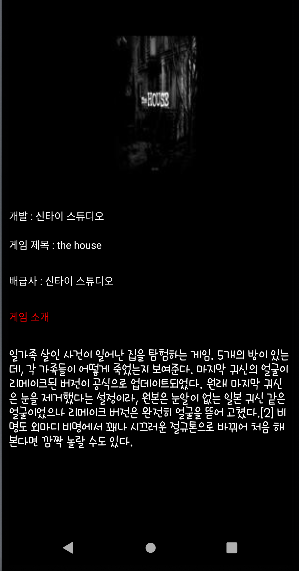 The HOUSE
개발 : 신타이 스튜디오
게임 제목 : the house
배급사 : 신타이 스튜디오
게임 소개
일가족 살인 사건이 일어난 집을 탐험하는 게임. 5개의 방이 있는
데, 각 가족들이 어떻게 죽었는지 보여준다. 마지막 귀신의 얼굴이
리메이크된 버전이 공식으로 업데이트되었다. 원래 마지막 귀신
은 눈을 제거했다는 설정이라, 원본은 눈알이 없는 일본 귀신 같은
얼굴이었으나 리메이크 버전은 완전히 얼굴을 뜯어 고쳤다.[2] 비
명도 외마디 비명에서 꽤나 시끄러운 절규톤으로 바뀌어 처음 해
본다면 깜짝 놀랄 수도 있다.